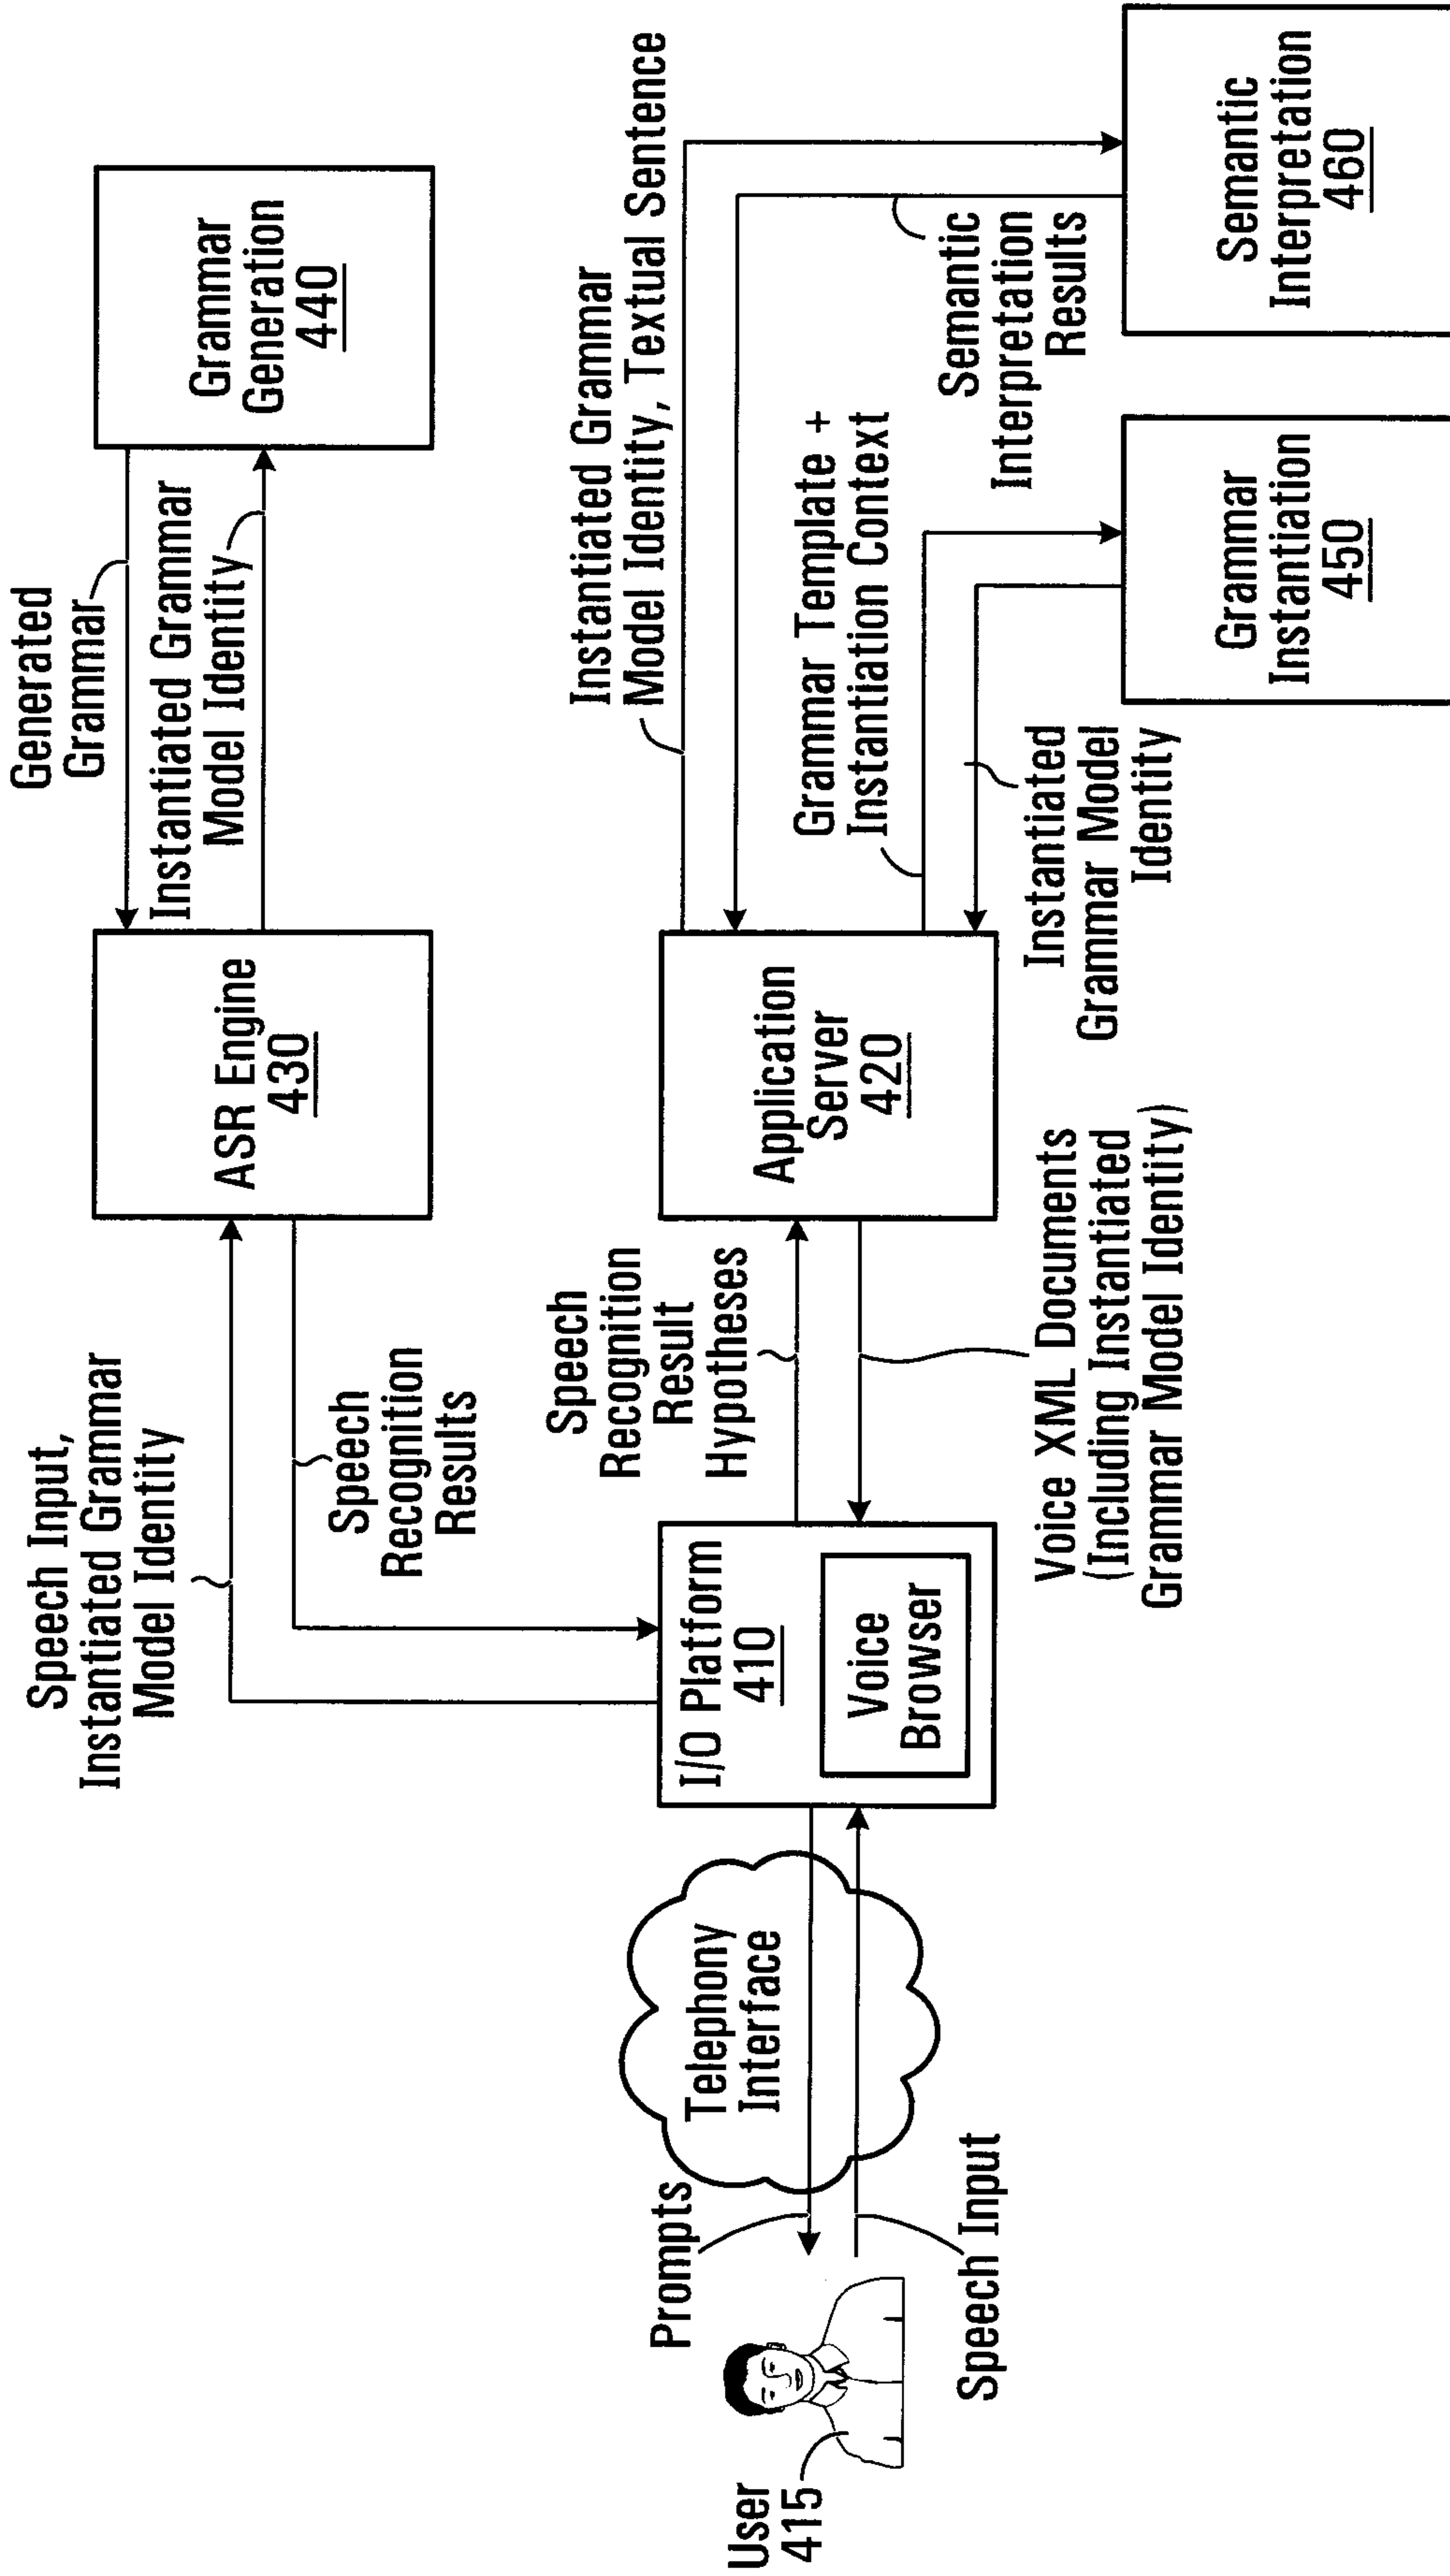 Generated
Grammar
Instantiated Grammar
Model Identity
Grammar
Generation
440
Speech Input,
Instantiated Grammar
Model Identity
ASR Engine
430
Speech
Recognition
Results
Instantiated Grammar
Model Identity, Textual Sentence
Speech
Recognition
Result
Hypotheses
Grammar Template +
Instantiation Context
Semantic
Interpretation
Results
User
415
Prompts
Speech Input
Telephony
Interface
I/O Platform
410
Voice
Browser
Application
Server
420
Voice XML Documents
(Including Instantiated
Grammar Model Identity)
Instantiated
Grammar Model
Identity
Grammar
Instantiation
450
Semantic
Interpretation
460